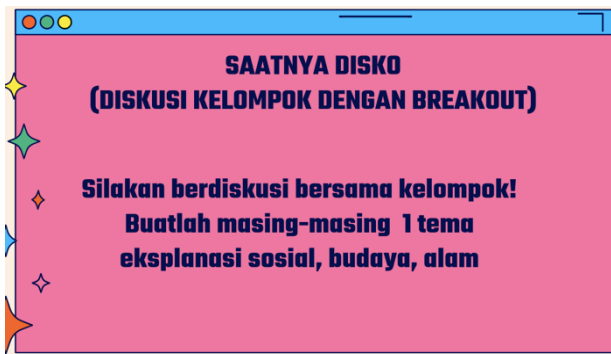 SAATNYA DISKO
(DISKUSI KELOMPOK DENGAN BREAKOUT)
Silakan berdiskusi bersama kelompok!
Buatlah masing-masing 1 tema
eksplanasi sosial, budaya, alam